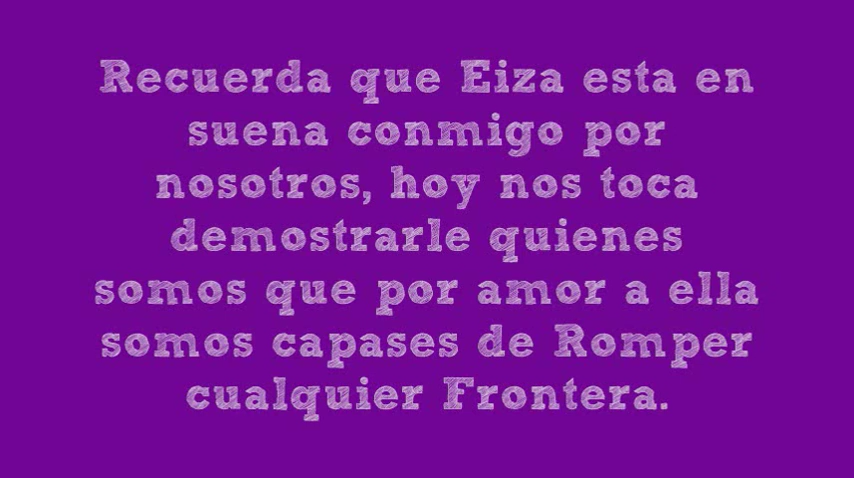 Recuerda que Eiza esta en
suena conmigo por
nosotros, hoy nos toca
demostrarle quienes
somos que por amor a ella
somos capases de Romper
cualquier Frontera.